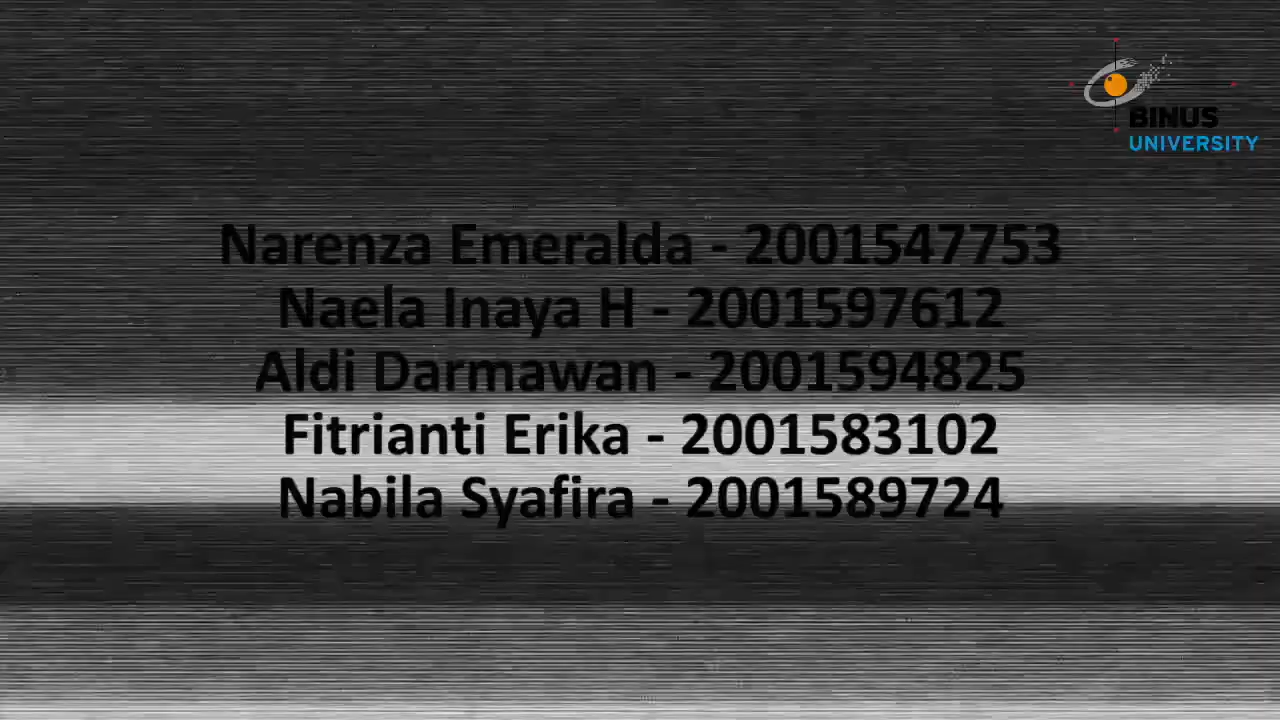 BINUS
UNIVERSITY
Narenza Emeralda - 2001547753
Naela Inaya H - 2001597612
Aldi Darmawan - 2001594825
Fitrianti Erika - 2001583102
Nabila Syafira - 2001589724